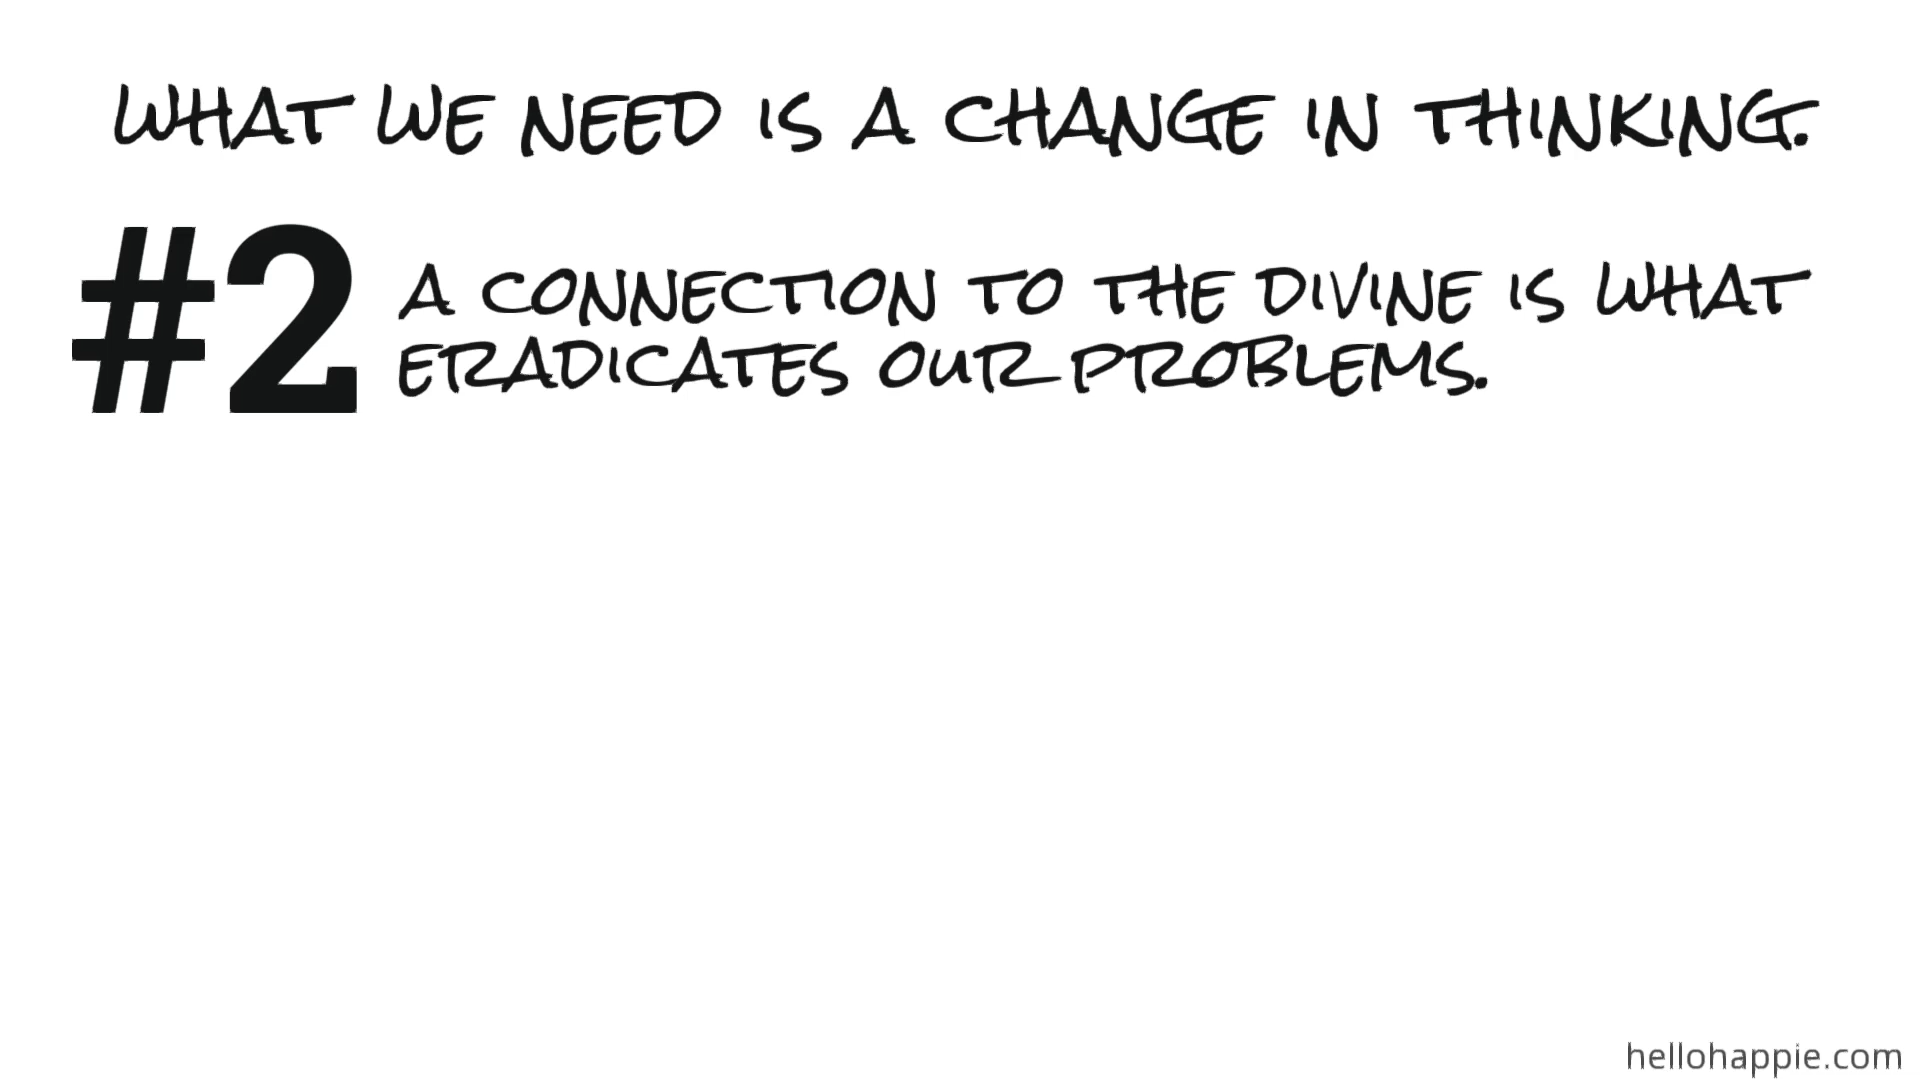 WHAT WE NEED IS A CHANGE IN THINKING.
#2
A CONNECTION TO THE DIVINE IS WHAT
ERADICATES OUR PROBLEMS.
hellohappie.com